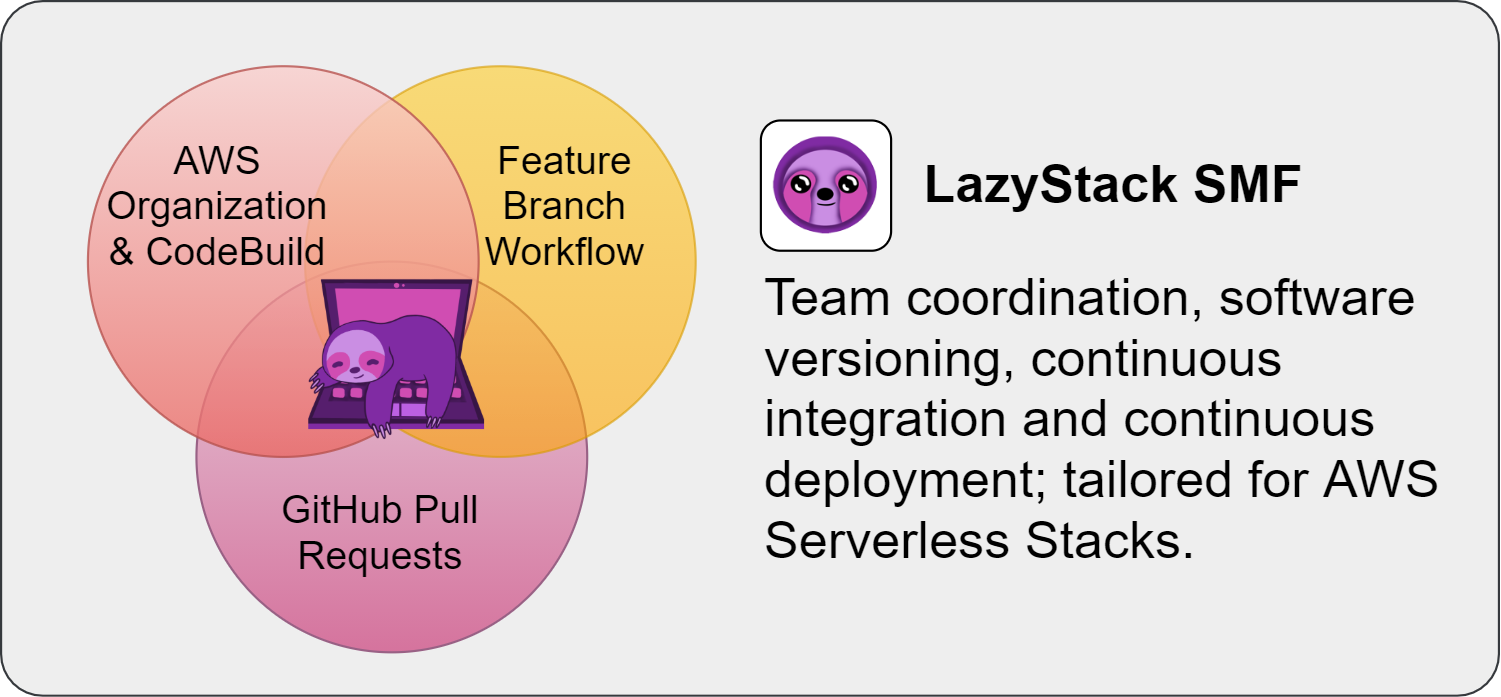 AWS
Organization
& CodeBuild
Feature
Branch
Workflow
GitHub Pull
Requests
LazyStack SMF
Team coordination, software
versioning, continuous
integration and continuous
deployment; tailored for AWS
Serverless Stacks.